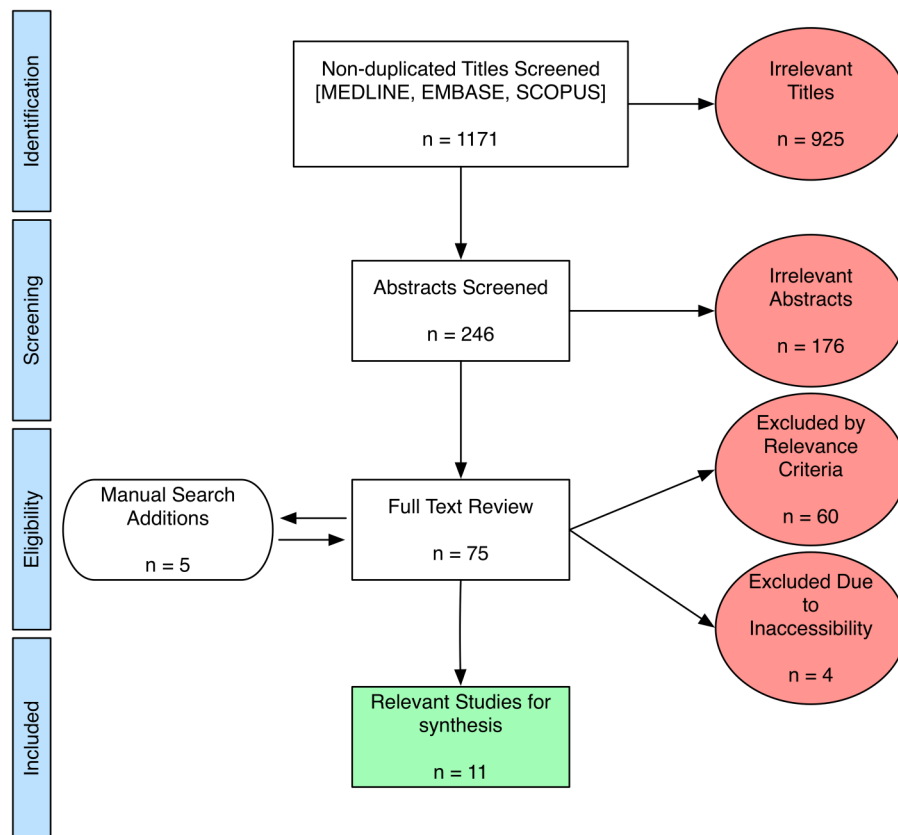 Identification
Non-duplicated Titles Screened
[MEDLINE, EMBASE, SCOPUS]
n = 1171
Irrelevant
Titles
n = 925
Screening
Abstracts Screened
n = 246
Irrelevant
Abstracts
n = 176
Eligibility
Manual Search
Additions
n = 5
Full Text Review
n = 75
Excluded by
Relevance
Criteria
n = 60
Excluded Due
to
Inaccessibility
n = 4
Included
Relevant Studies for
synthesis
n = 11